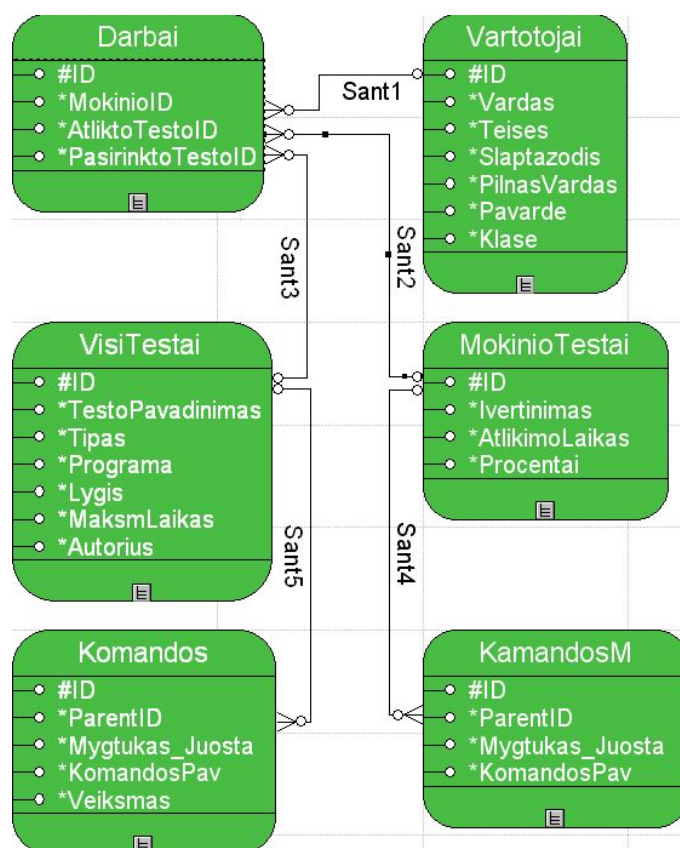 Darbai
#ID
*MokinioID
*AtliktoTestoID
*PasirinktoTestoID
Vartotojai
#ID
*Vardas
*Teises
*Slaptazodis
*PilnasVardas
*Pavarde
*Klase
Sant1
Sant2
Sant3
VisiTestai
#ID
*TestoPavadinimas
*Tipas
*Programa
*Lygis
*MaksmLaikas
*Autorius
MokinioTestai
#ID
*Ivertinimas
*AtlikimoLaikas
*Procentai
Sant5
Sant4
Komandos
#ID
*ParentID
*Mygtukas_Juosta
*KomandosPav
*Veiksmas
KamandosM
#ID
*ParentID
*Mygtukas_Juosta
*KomandosPav